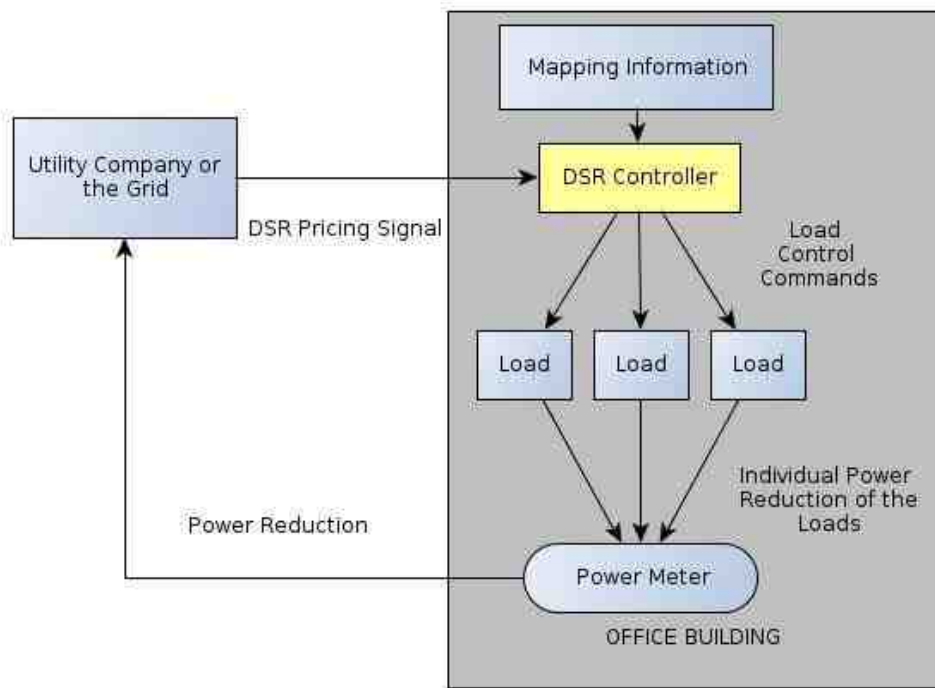 Mapping Information
Utility Company or
the Grid
DSR Controller
DSR Pricing Signal
Load
Control
Commands
Load
Load
Load
Individual Power
Reduction of the
Loads
Power Reduction
Power Meter
OFFICE BUILDING